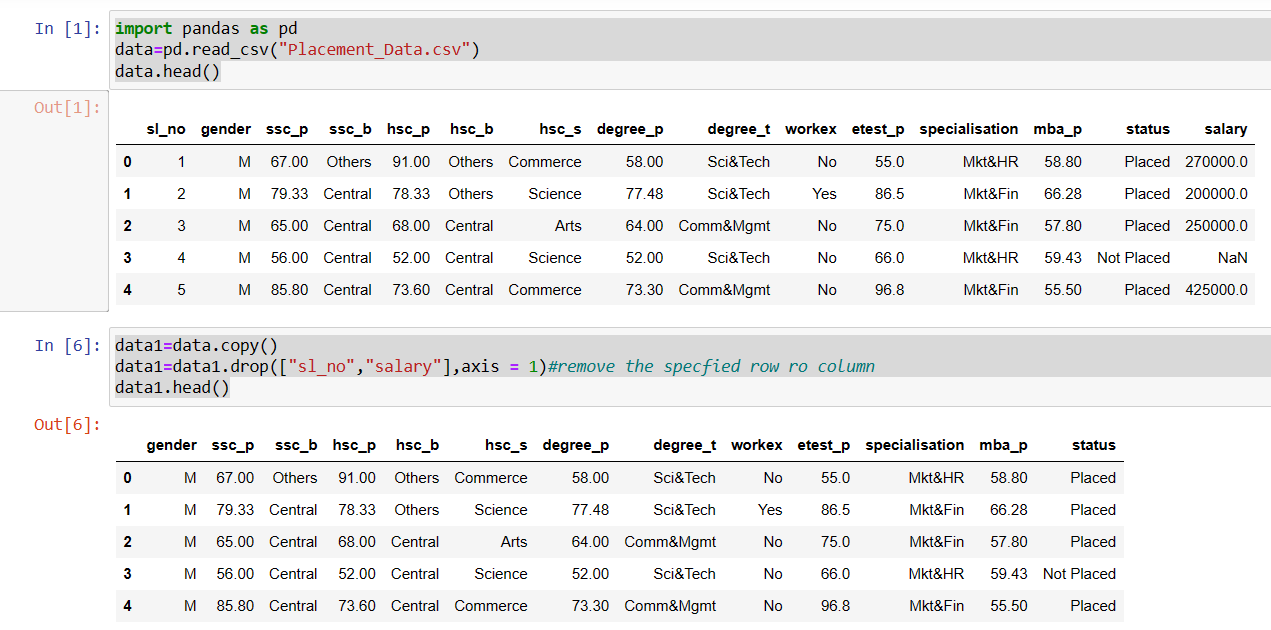 In [1]: import pandas as pd
data=pd.read_csv("Placement_Data.csv")
data.head()
Out[1]:
sl_no gender ssc_p ssc_b hsc_p hsc_b hsc_s degree_p degree_t workex etest_p specialisation mba_p status salary
0 1 M 67.00 Others 91.00 Others Commerce 58.00 Sci&Tech No 55.0 Mkt&HR 58.80 Placed 270000.0
1 2 M 79.33 Central 78.33 Others Science 77.48 Sci&Tech Yes 86.5 Mkt&Fin 66.28 Placed 200000.0
2 3 M 65.00 Central 68.00 Central Arts 64.00 Comm&Mgmt No 75.0 Mkt&Fin 57.80 Placed 250000.0
3 4 M 56.00 Central 52.00 Central Science 52.00 Sci&Tech No 66.0 Mkt&HR 59.43 Not Placed NaN
4 5 M 85.80 Central 73.60 Central Commerce 73.30 Comm&Mgmt No 96.8 Mkt&Fin 55.50 Placed 425000.0
In [6]: data1=data.copy()
data1=data1.drop(["sl_no","salary"],axis = 1)#remove the specfied row ro column
data1.head()
Out[6]:
gender ssc_p ssc_b hsc_p hsc_b hsc_s degree_p degree_t workex etest_p specialisation mba_p status
0 M 67.00 Others 91.00 Others Commerce 58.00 Sci&Tech No 55.0 Mkt&HR 58.80 Placed
1 M 79.33 Central 78.33 Others Science 77.48 Sci&Tech Yes 86.5 Mkt&Fin 66.28 Placed
2 M 65.00 Central 68.00 Central Arts 64.00 Comm&Mgmt No 75.0 Mkt&Fin 57.80 Placed
3 M 56.00 Central 52.00 Central Science 52.00 Sci&Tech No 66.0 Mkt&HR 59.43 Not Placed
4 M 85.80 Central 73.60 Central Commerce 73.30 Comm&Mgmt No 96.8 Mkt&Fin 55.50 Placed